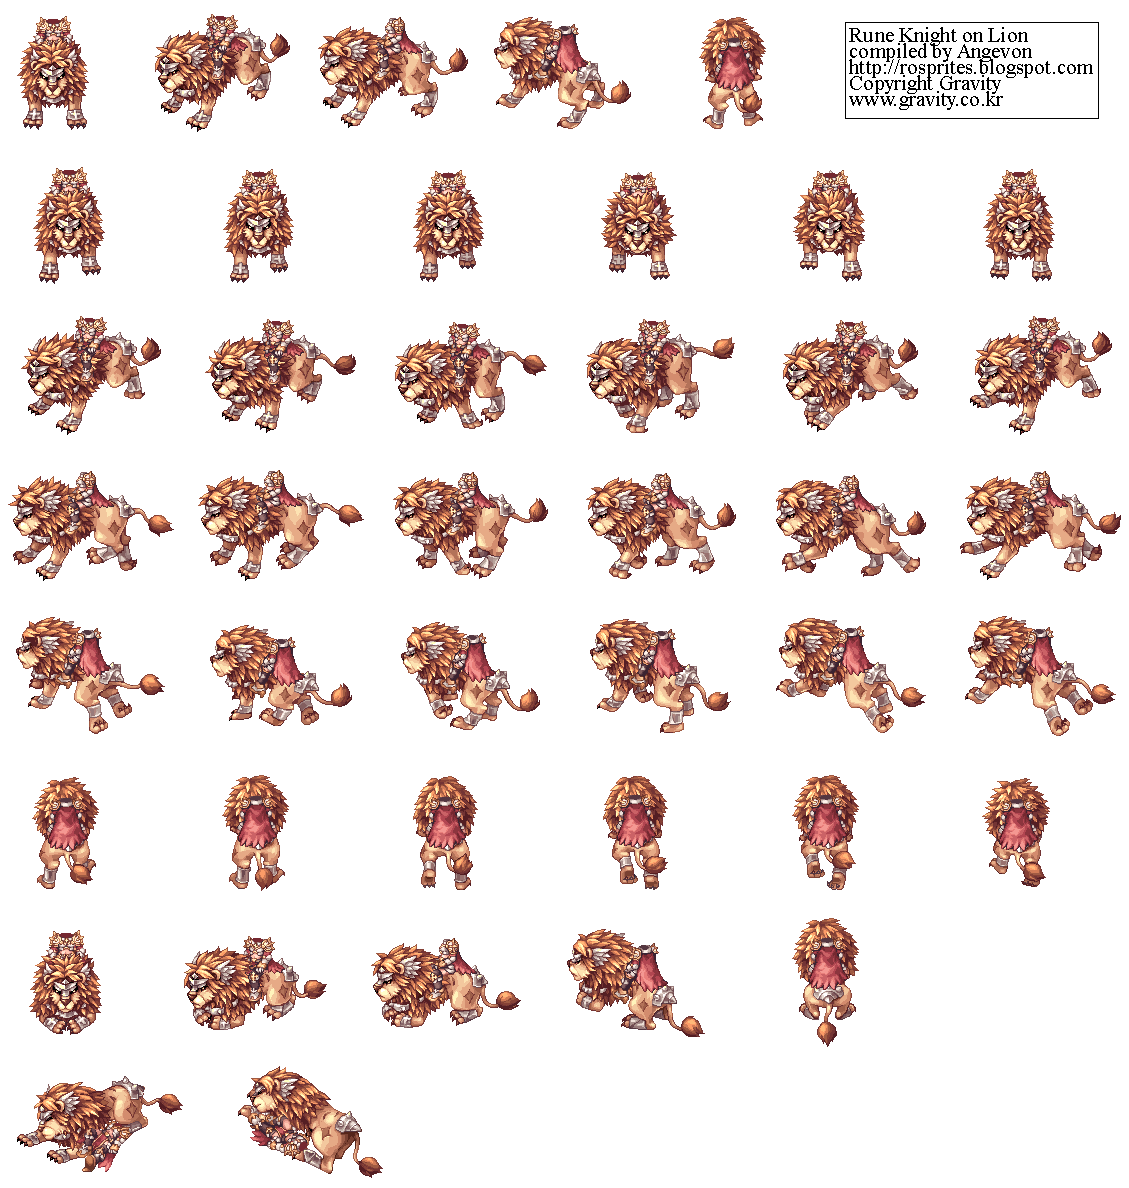 Rune Knight on Lion
compiled by Angevon
http://rosprites.blogspot.com
Copyright Gravity
www.gravity.co.kr